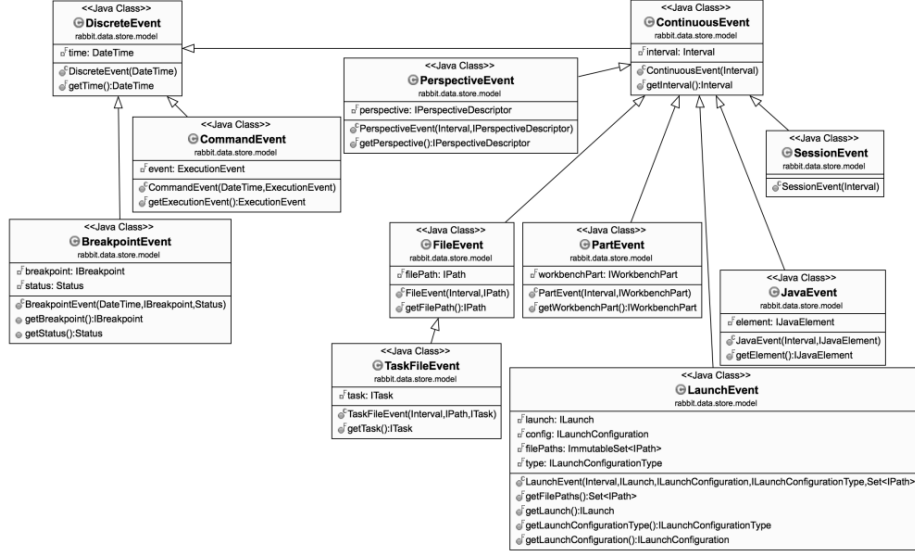 <<Java Class>>
DiscreteEvent
rabbit.data.store.model
time: DateTime
DiscreteEvent(DateTime)
getTime():DateTime
<<Java Class>>
ContinuousEvent
rabbit.data.store.model
interval: Interval
ContinuousEvent(Interval)
getInterval():Interval
<<Java Class>>
PerspectiveEvent
rabbit.data.store.model
perspective: IPerspectiveDescriptor
PerspectiveEvent(Interval,IPerspectiveDescriptor)
getPerspective():IPerspectiveDescriptor
<<Java Class>>
CommandEvent
rabbit.data.store.model
event: ExecutionEvent
CommandEvent(DateTime,ExecutionEvent)
getExecutionEvent():ExecutionEvent
<<Java Class>>
SessionEvent
rabbit.data.store.model
SessionEvent(Interval)
<<Java Class>>
BreakpointEvent
rabbit.data.store.model
breakpoint: IBreakpoint
status: Status
BreakpointEvent(DateTime,IBreakpoint,Status)
getBreakpoint():IBreakpoint
getStatus():Status
<<Java Class>>
FileEvent
rabbit.data.store.model
filePath: IPath
FileEvent(Interval,IPath)
getFilePath():IPath
<<Java Class>>
PartEvent
rabbit.data.store.model
workbenchPart: IWorkbenchPart
PartEvent(Interval,IWorkbenchPart)
getWorkbenchPart():IWorkbenchPart
<<Java Class>>
JavaEvent
rabbit.data.store.model
element: IJavaElement
JavaEvent(Interval,IJavaElement)
getElement():IJavaElement
<<Java Class>>
TaskFileEvent
rabbit.data.store.model
task: ITask
TaskFileEvent(Interval,IPath,ITask)
getTask():ITask
<<Java Class>>
LaunchEvent
rabbit.data.store.model
launch: ILaunch
config: ILaunchConfiguration
filePaths: ImmutableSet<IPath>
type: ILaunchConfigurationType
LaunchEvent(Interval,ILaunch,ILaunchConfiguration,ILaunchConfigurationType,Set<IPath>)
getFilePaths():Set<IPath>
getLaunch():ILaunch
getLaunchConfigurationType():ILaunchConfigurationType
getLaunchConfiguration():ILaunchConfiguration